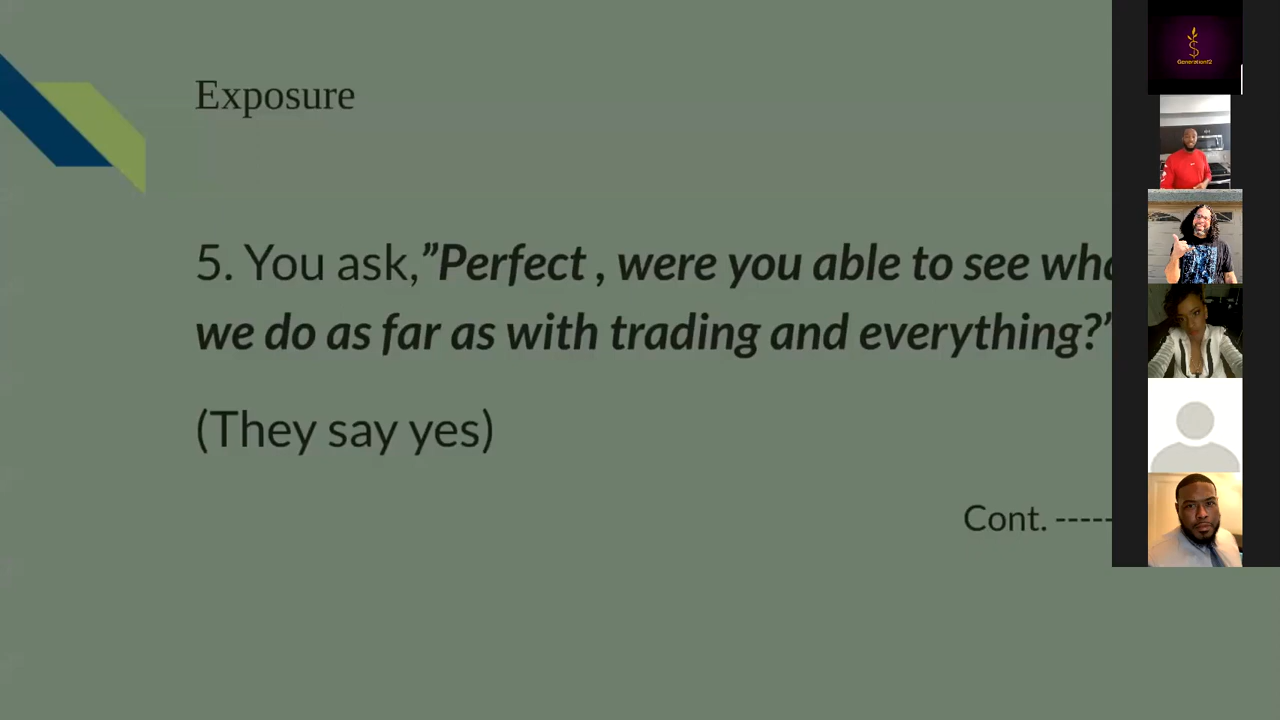 Exposure
5. You ask,”Perfect , were you able to see
we do as far as with trading and everything?”
(They say yes)
Cont. -----